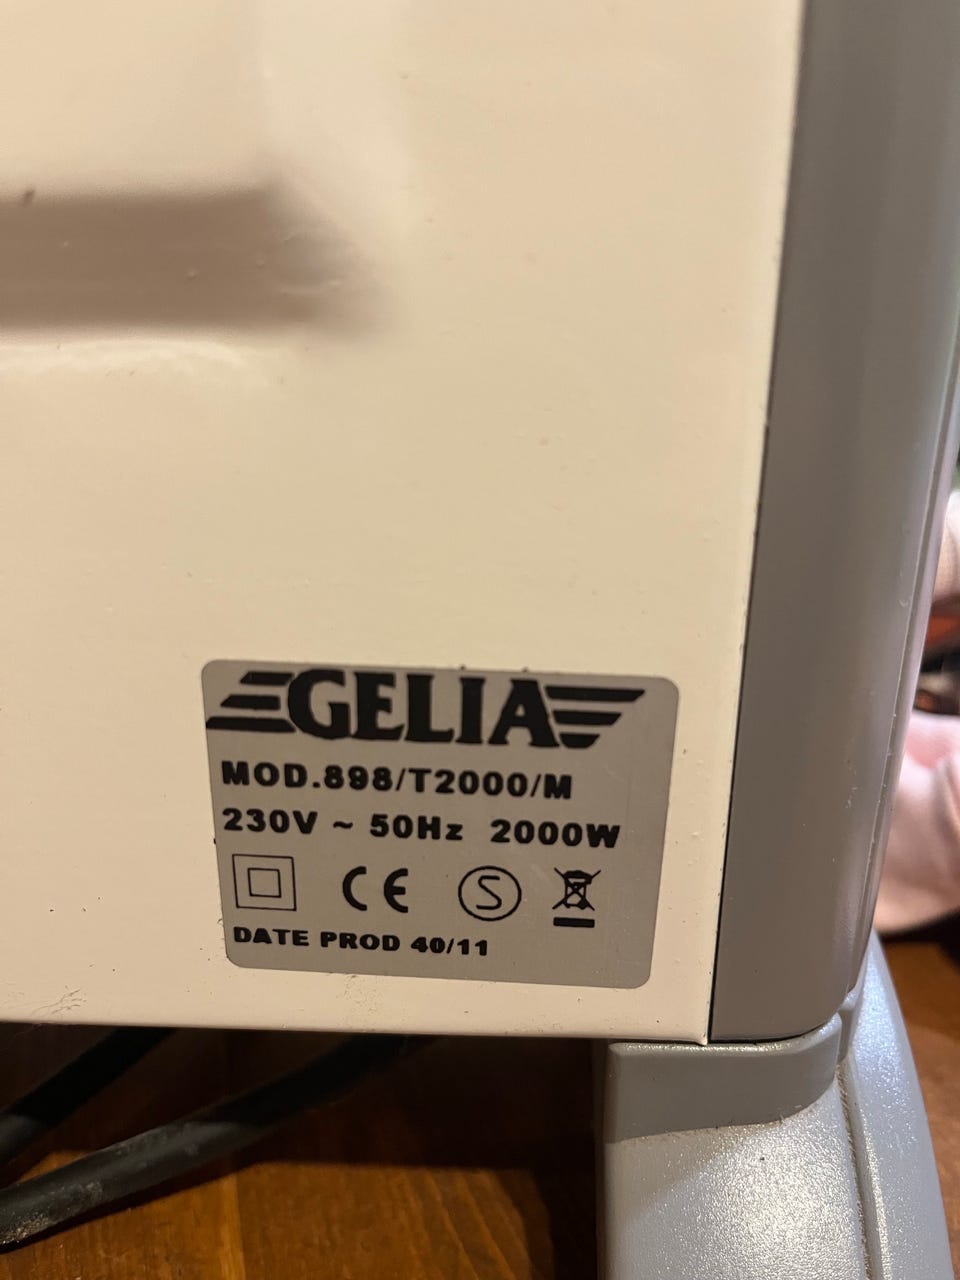 GELIA
MOD.898/T2000/M
230V ~ 50Hz 2000W
CE S
DATE PROD 40/11